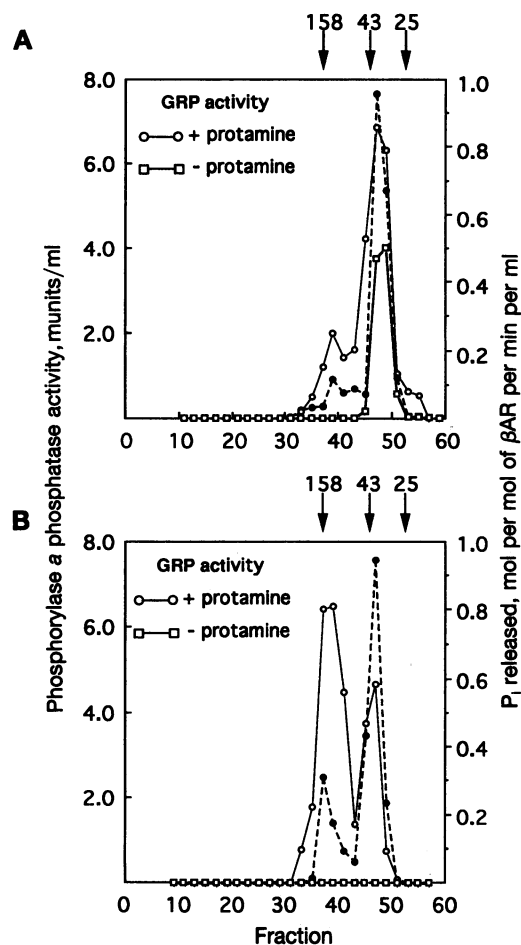 A
158 43 25
8.0
6.0
4.0
2.0
1.0
0.8
0.6
0.4
0.2
GRP activity
+ protamine
- protamine
0 10 20 30 40 50 60
B
158 43 25
8.0
6.0
4.0
2.0
1.0
0.8
0.6
0.4
0.2
GRP activity
+ protamine
- protamine
0 10 20 30 40 50 60
Fraction
Phosphorylase a phosphatase activity, munits/ml
Pi released, mol per mol of βAR per min per ml